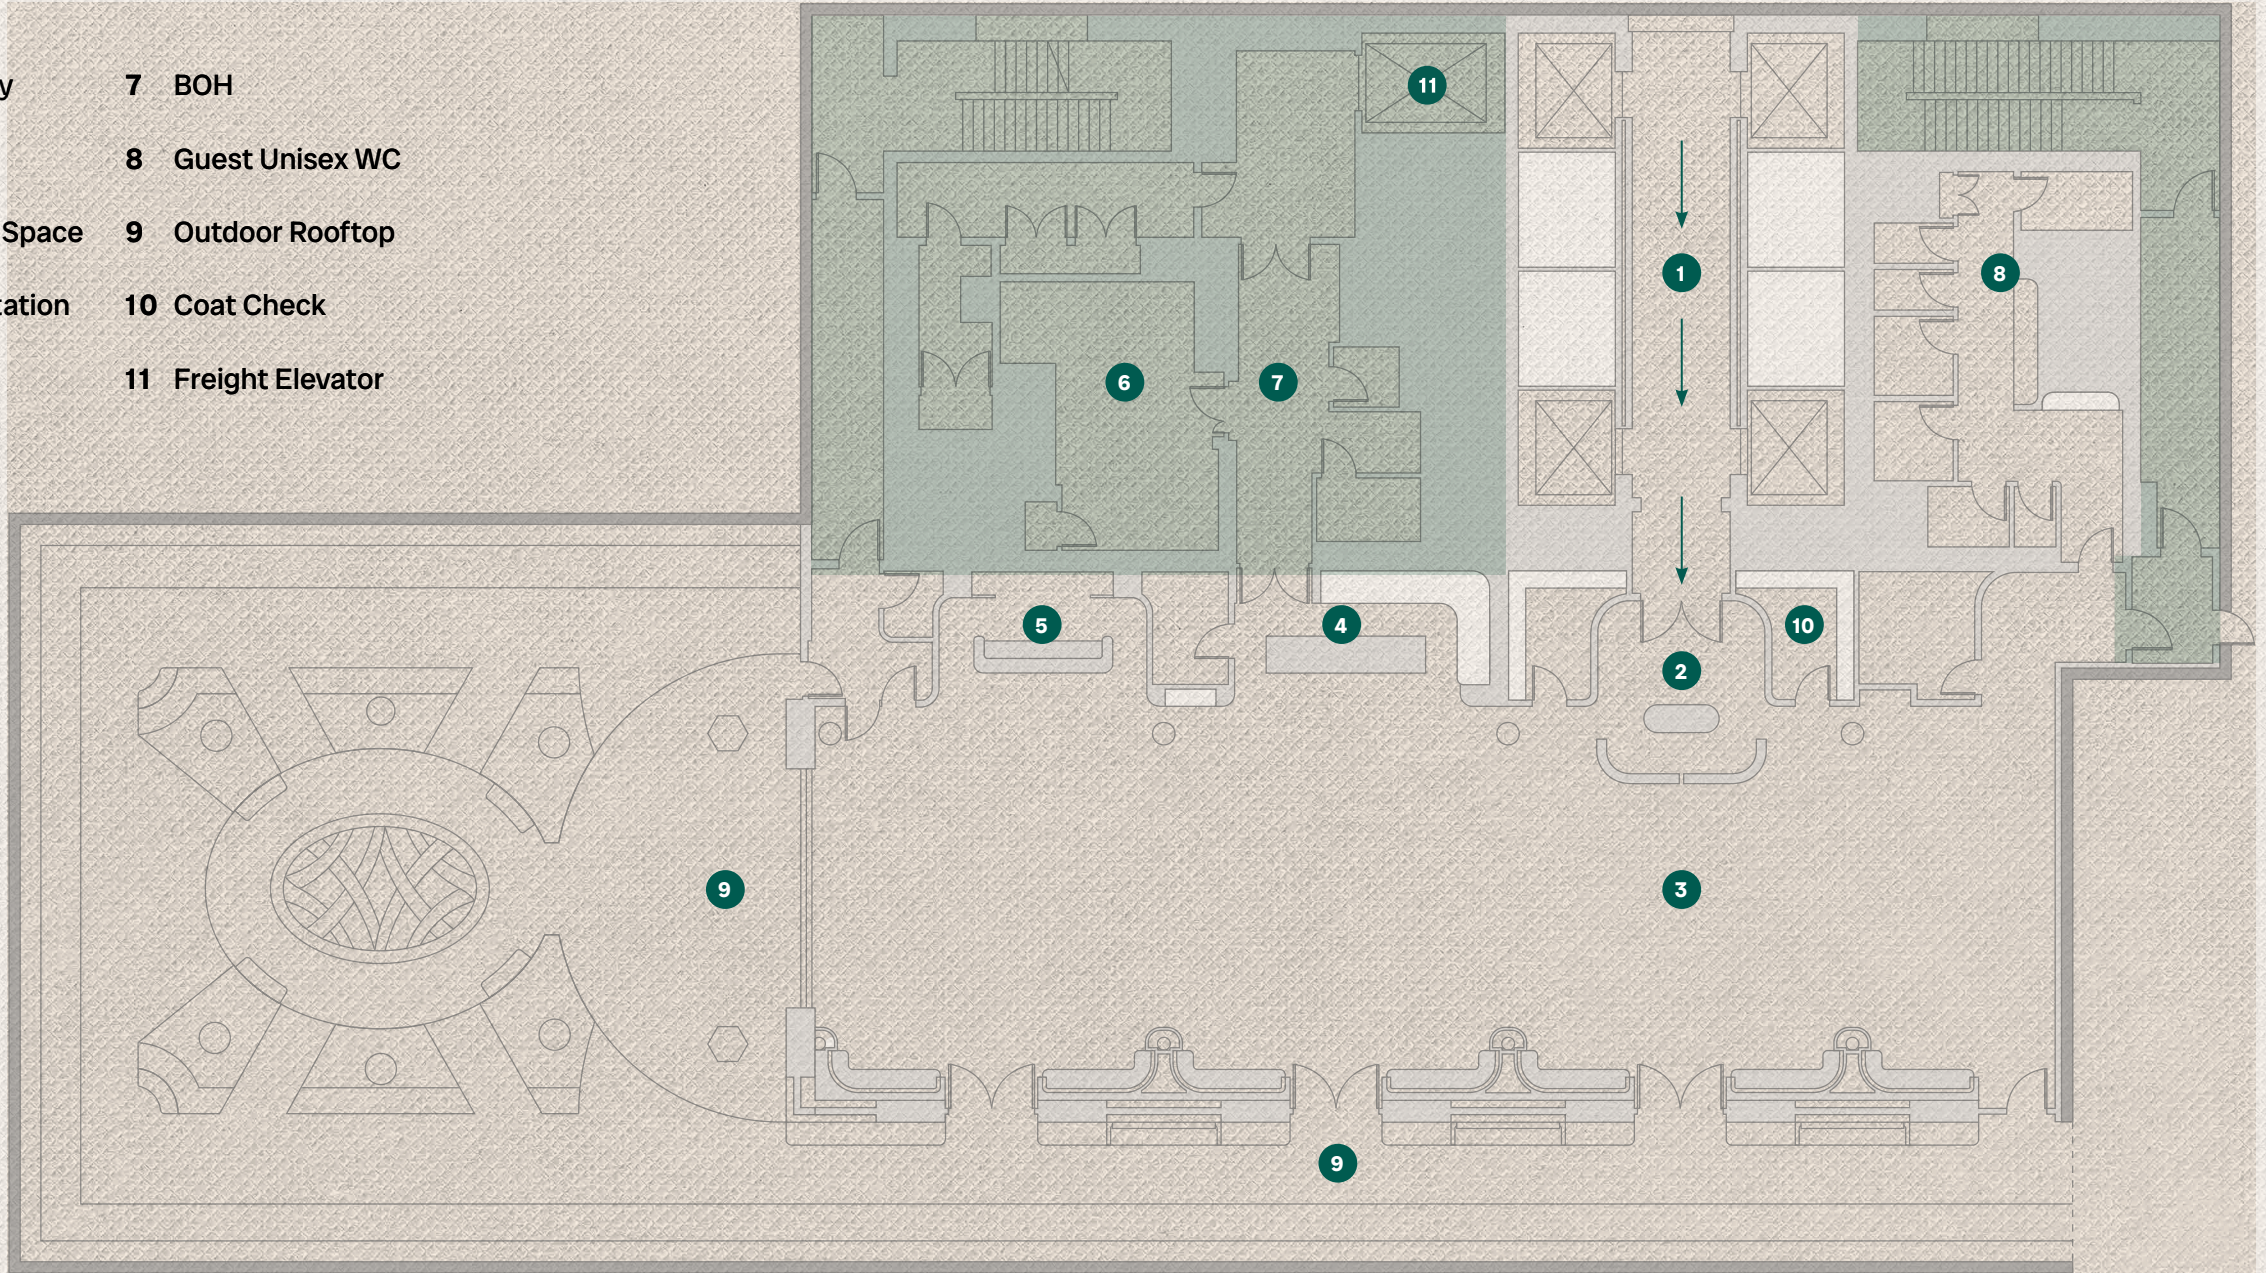 y
7 BOH
8 Guest Unisex WC
Space
9 Outdoor Rooftop
tation
10 Coat Check
11 Freight Elevator
11
1
8
6
7
5
4
10
2
9
3
9